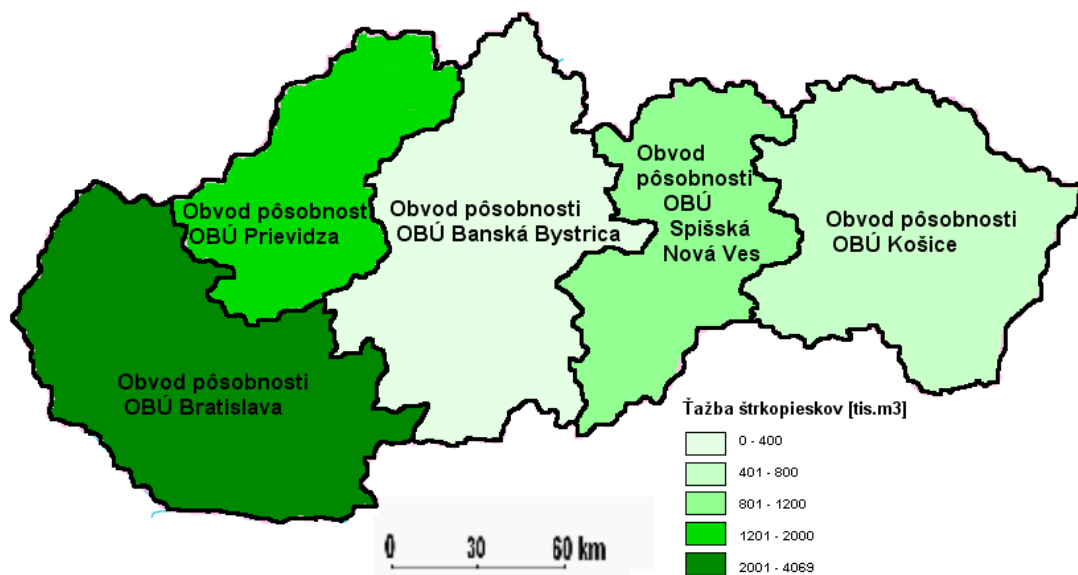 Obvod pôsobnosti
OBÚ Prievidza
Obvod pôsobnosti
OBÚ Banská Bystrica
Obvod
pôsobnosti
OBÚ
Spišská
Nová Ves
Obvod pôsobnosti
OBÚ Košice
Obvod pôsobnosti
OBÚ Bratislava
Ťažba štrkopieskov [tis.m3]
0 - 400
401 - 800
801 - 1200
1201 - 2000
2001 - 4069
0 30 60 km